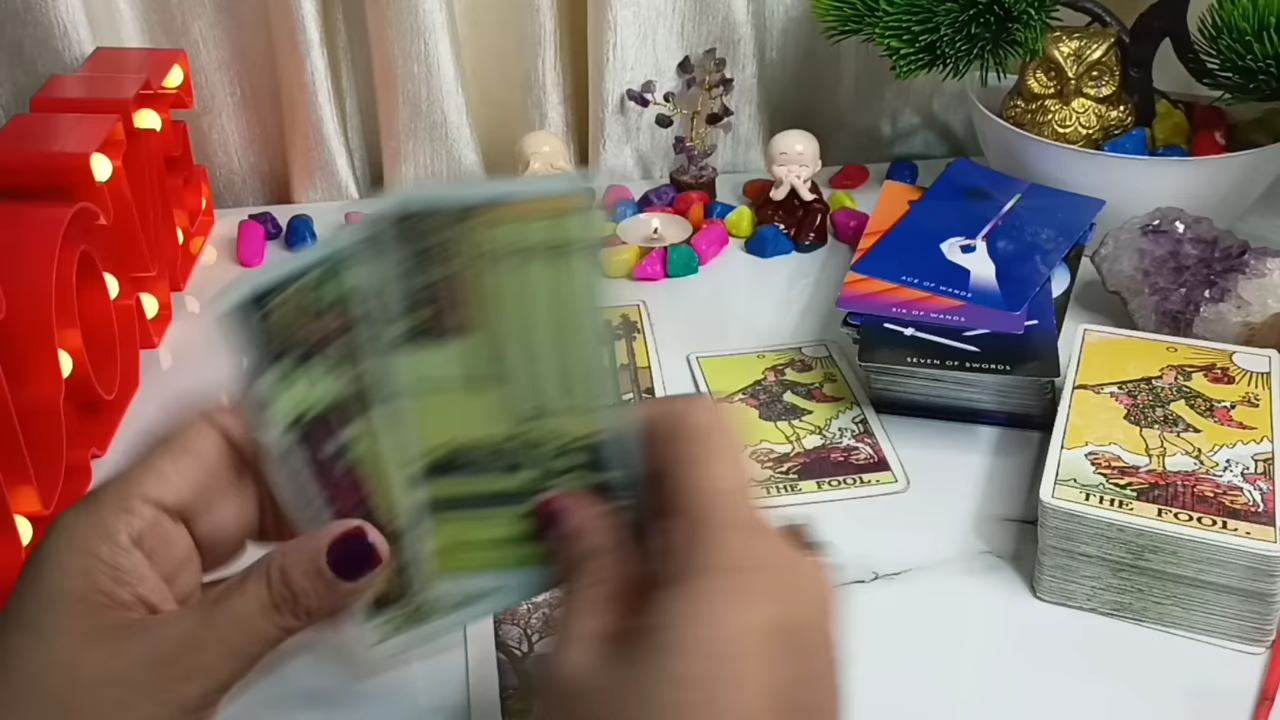 ACE OF WANDS
SIX OF WANDS
SEVEN OF SWORDS
THE FOOL.
THE FOOL.